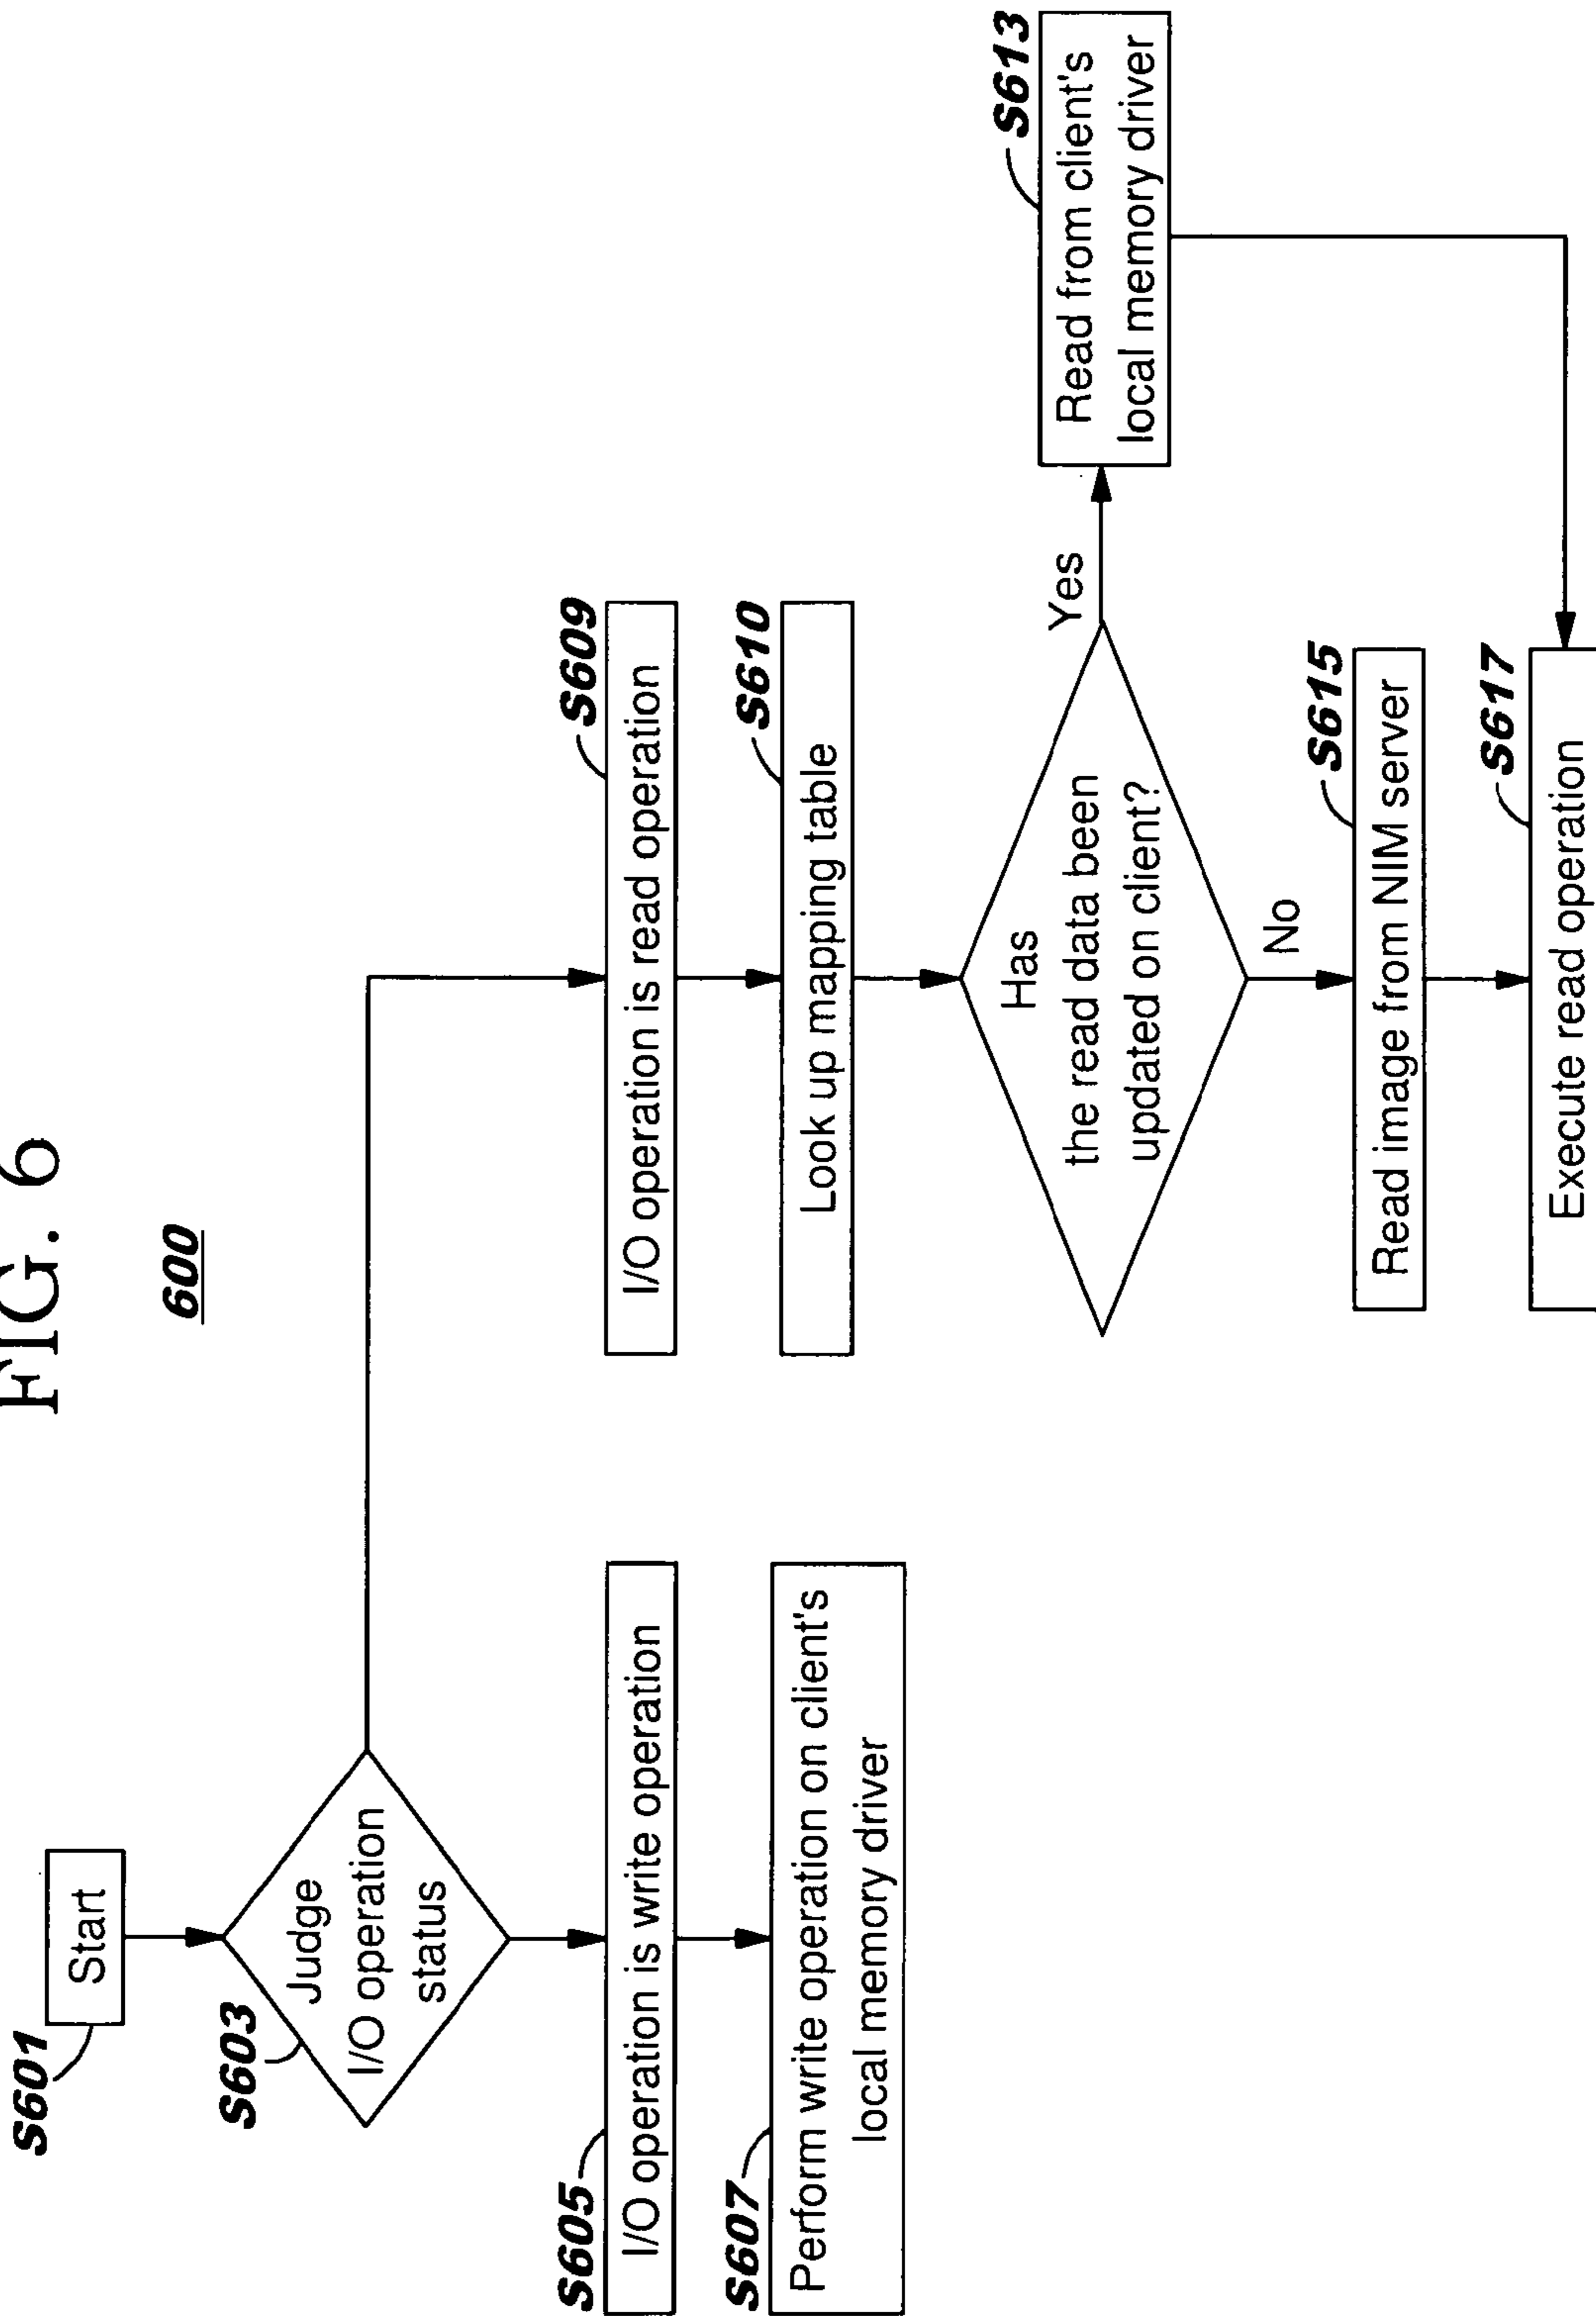 FIG. 6
600
S601
Start
S603
Judge
I/O operation
status
S605
I/O operation is write operation
S607
Perform write operation on client's
local memory driver
S609
I/O operation is read operation
S610
Look up mapping table
Has
the read data been
updated on client?
Yes
No
S613
Read from client's
local memory driver
S615
Read image from NIM server
S617
Execute read operation